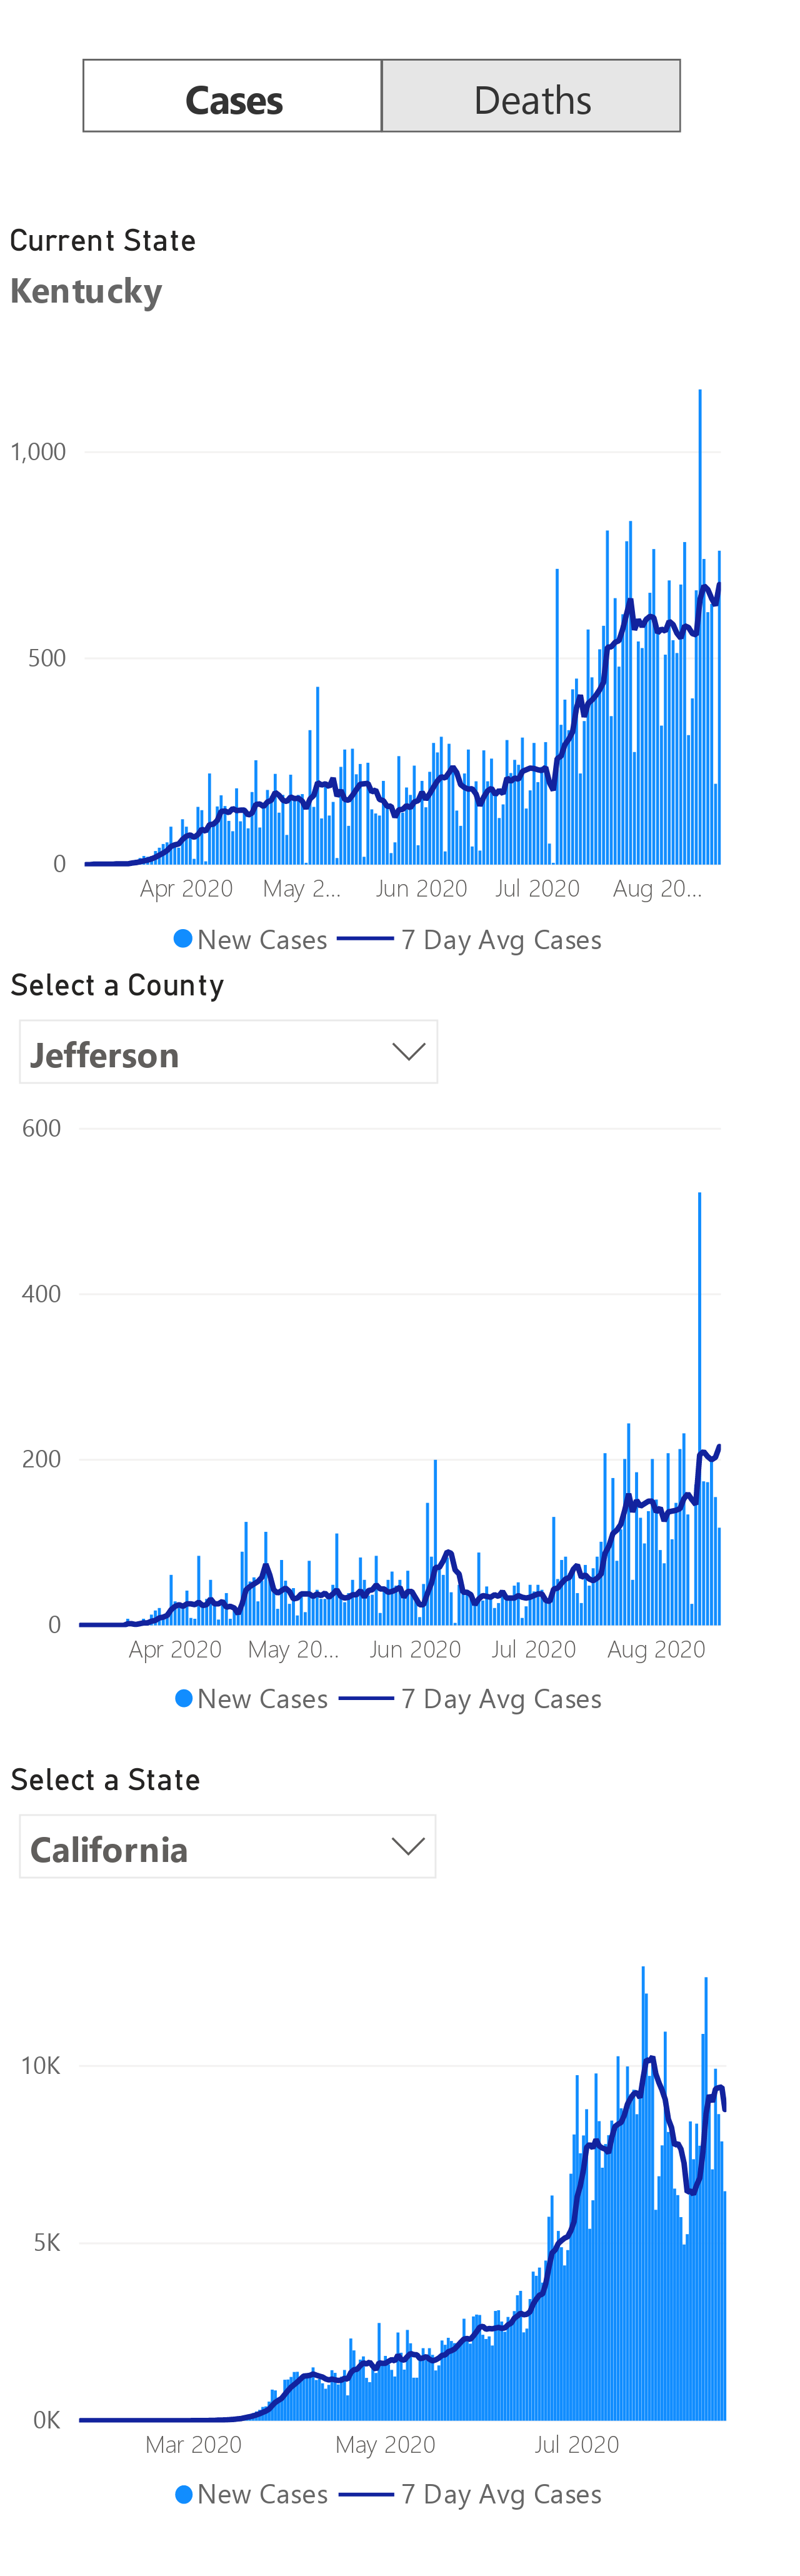 Cases Deaths
Current State
Kentucky
1,000
500
0
Apr 2020 May 2... Jun 2020 Jul 2020 Aug 20...
New Cases 7 Day Avg Cases
Select a County
Jefferson
600
400
200
0
Apr 2020 May 20... Jun 2020 Jul 2020 Aug 2020
New Cases 7 Day Avg Cases
Select a State
California
10K
5K
0K
Mar 2020 May 2020 Jul 2020
New Cases 7 Day Avg Cases